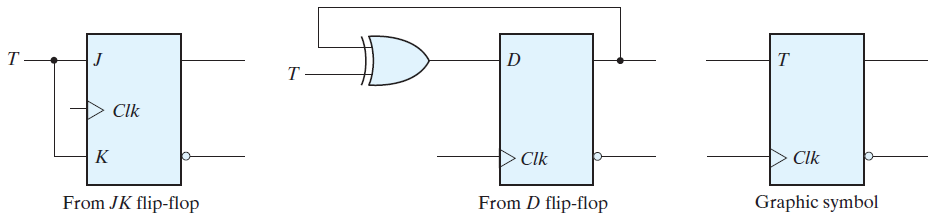 T
J
Clk
K
From JK flip-flop
T
D
Clk
From D flip-flop
T
Clk
Graphic symbol